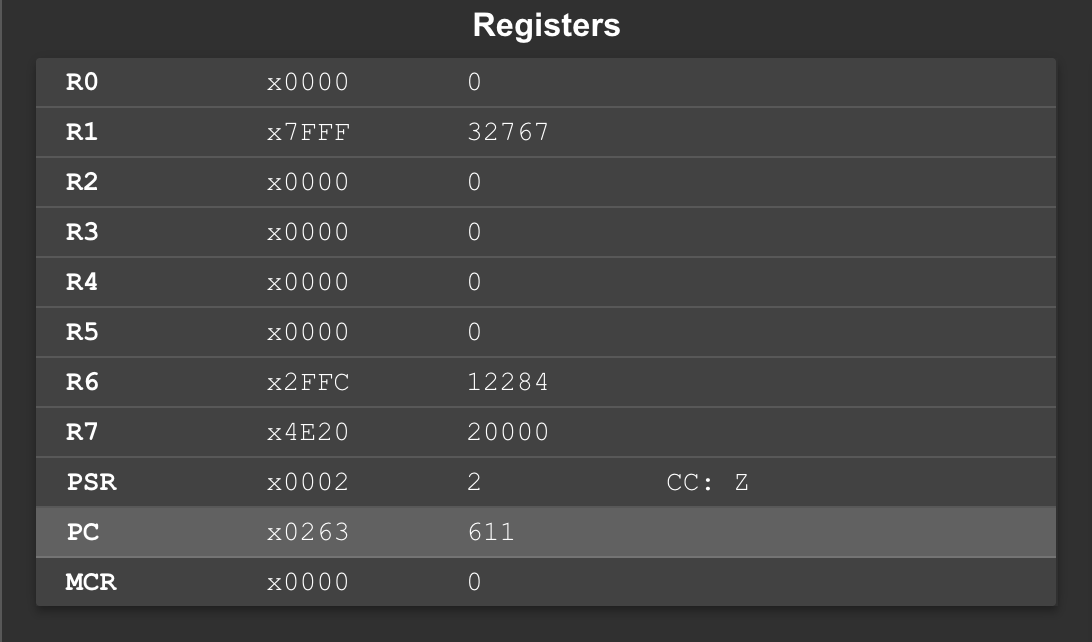 Registers
R0 x0000 0
R1 x7FFF 32767
R2 x0000 0
R3 x0000 0
R4 x0000 0
R5 x0000 0
R6 x2FFC 12284
R7 x4E20 20000
PSR x0002 2 CC: Z
PC x0263 611
MCR x0000 0